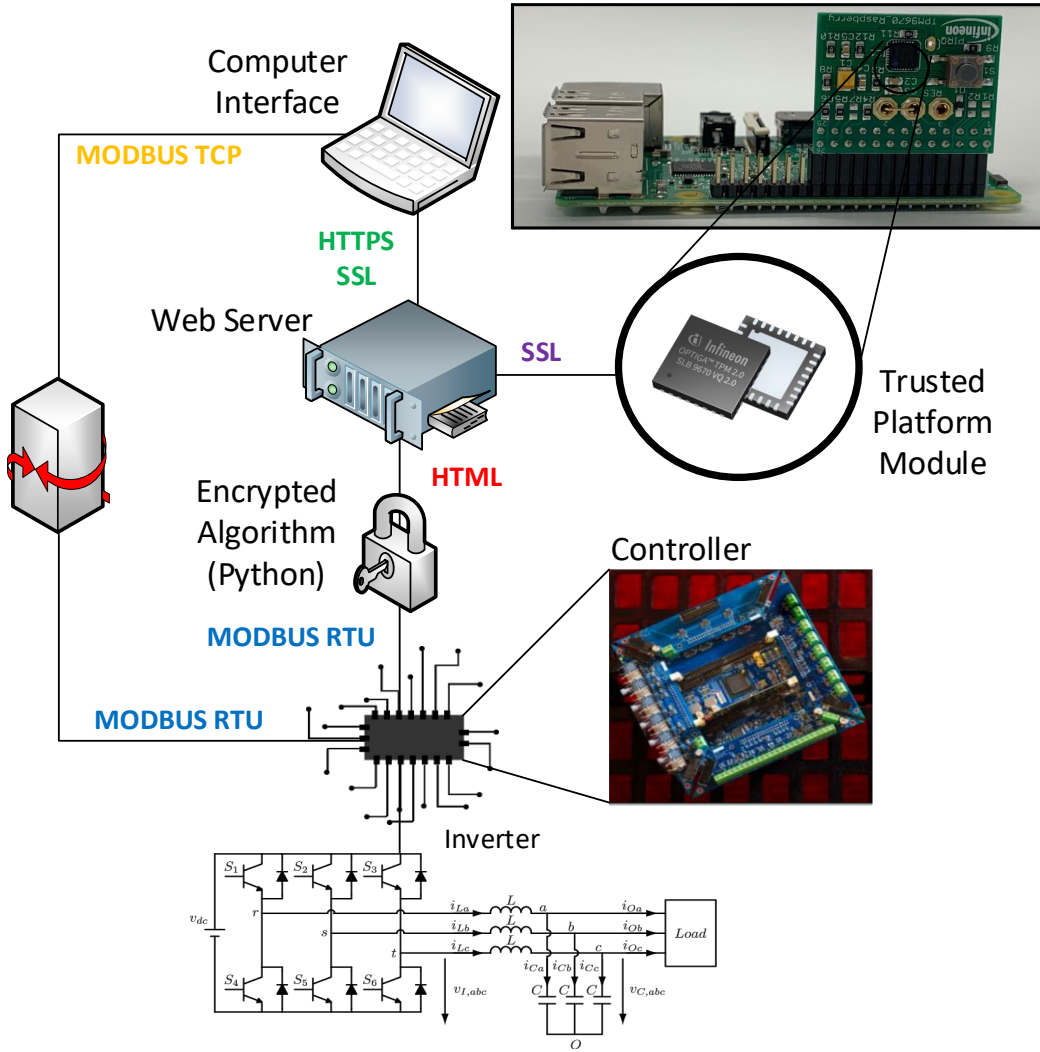 Computer
Interface
MODBUS TCP
HTTPS
SSL
Web Server
SSL
TPM9670_Raspberry
infineon
Infineon
OPTIGA™ TPM 2.0
SLB 9670 VQ 2.0
Trusted
Platform
Module
HTML
Encrypted
Algorithm
(Python)
Controller
MODBUS RTU
MODBUS RTU
Inverter
S1 S2 S3
vdc
r
s
t
iLa L a iOa
iLb L b iOb
iLc L c iOc
Load
iCa iCb iCc
S4 S5 S6
vI,abc
C C C
vC,abc
O